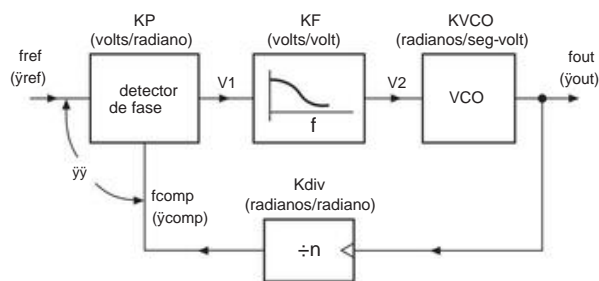 KP
(volts/radiano)
KF
(volts/volt)
KVCO
(radianos/seg-volt)
fref
(ÿref)
detector
de fase
V1
f
V2
VCO
fout
(ÿout)
ÿÿ
fcomp
(ÿcomp)
Kdiv
(radianos/radiano)
÷n